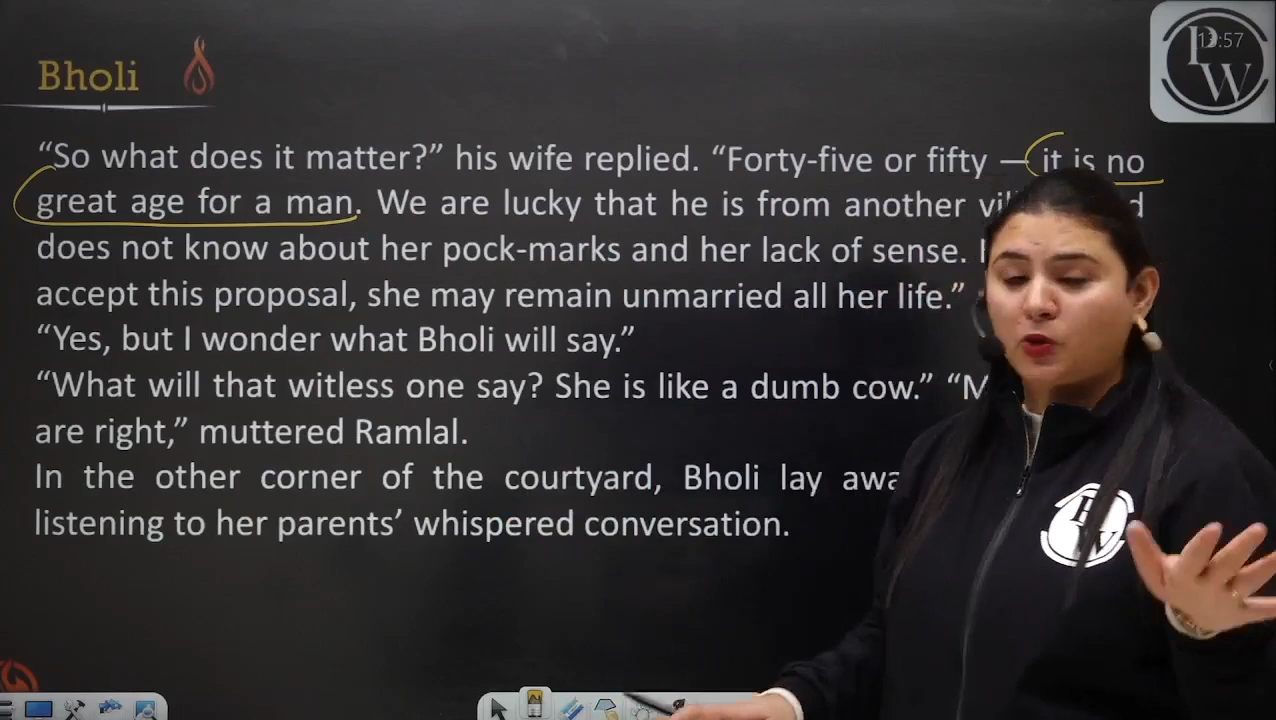 Bholi
13:57
PW
“So what does it matter?” his wife replied. “Forty-five or fifty — it is no
great age for a man. We are lucky that he is from another
does not know about her pock-marks and her lack of sense.
accept this proposal, she may remain unmarried all her life.”
“Yes, but I wonder what Bholi will say.”
“What will that witless one say? She is like a dumb cow.”
are right,” muttered Ramlal.
In the other corner of the courtyard, Bholi lay
listening to her parents’ whispered conversation.